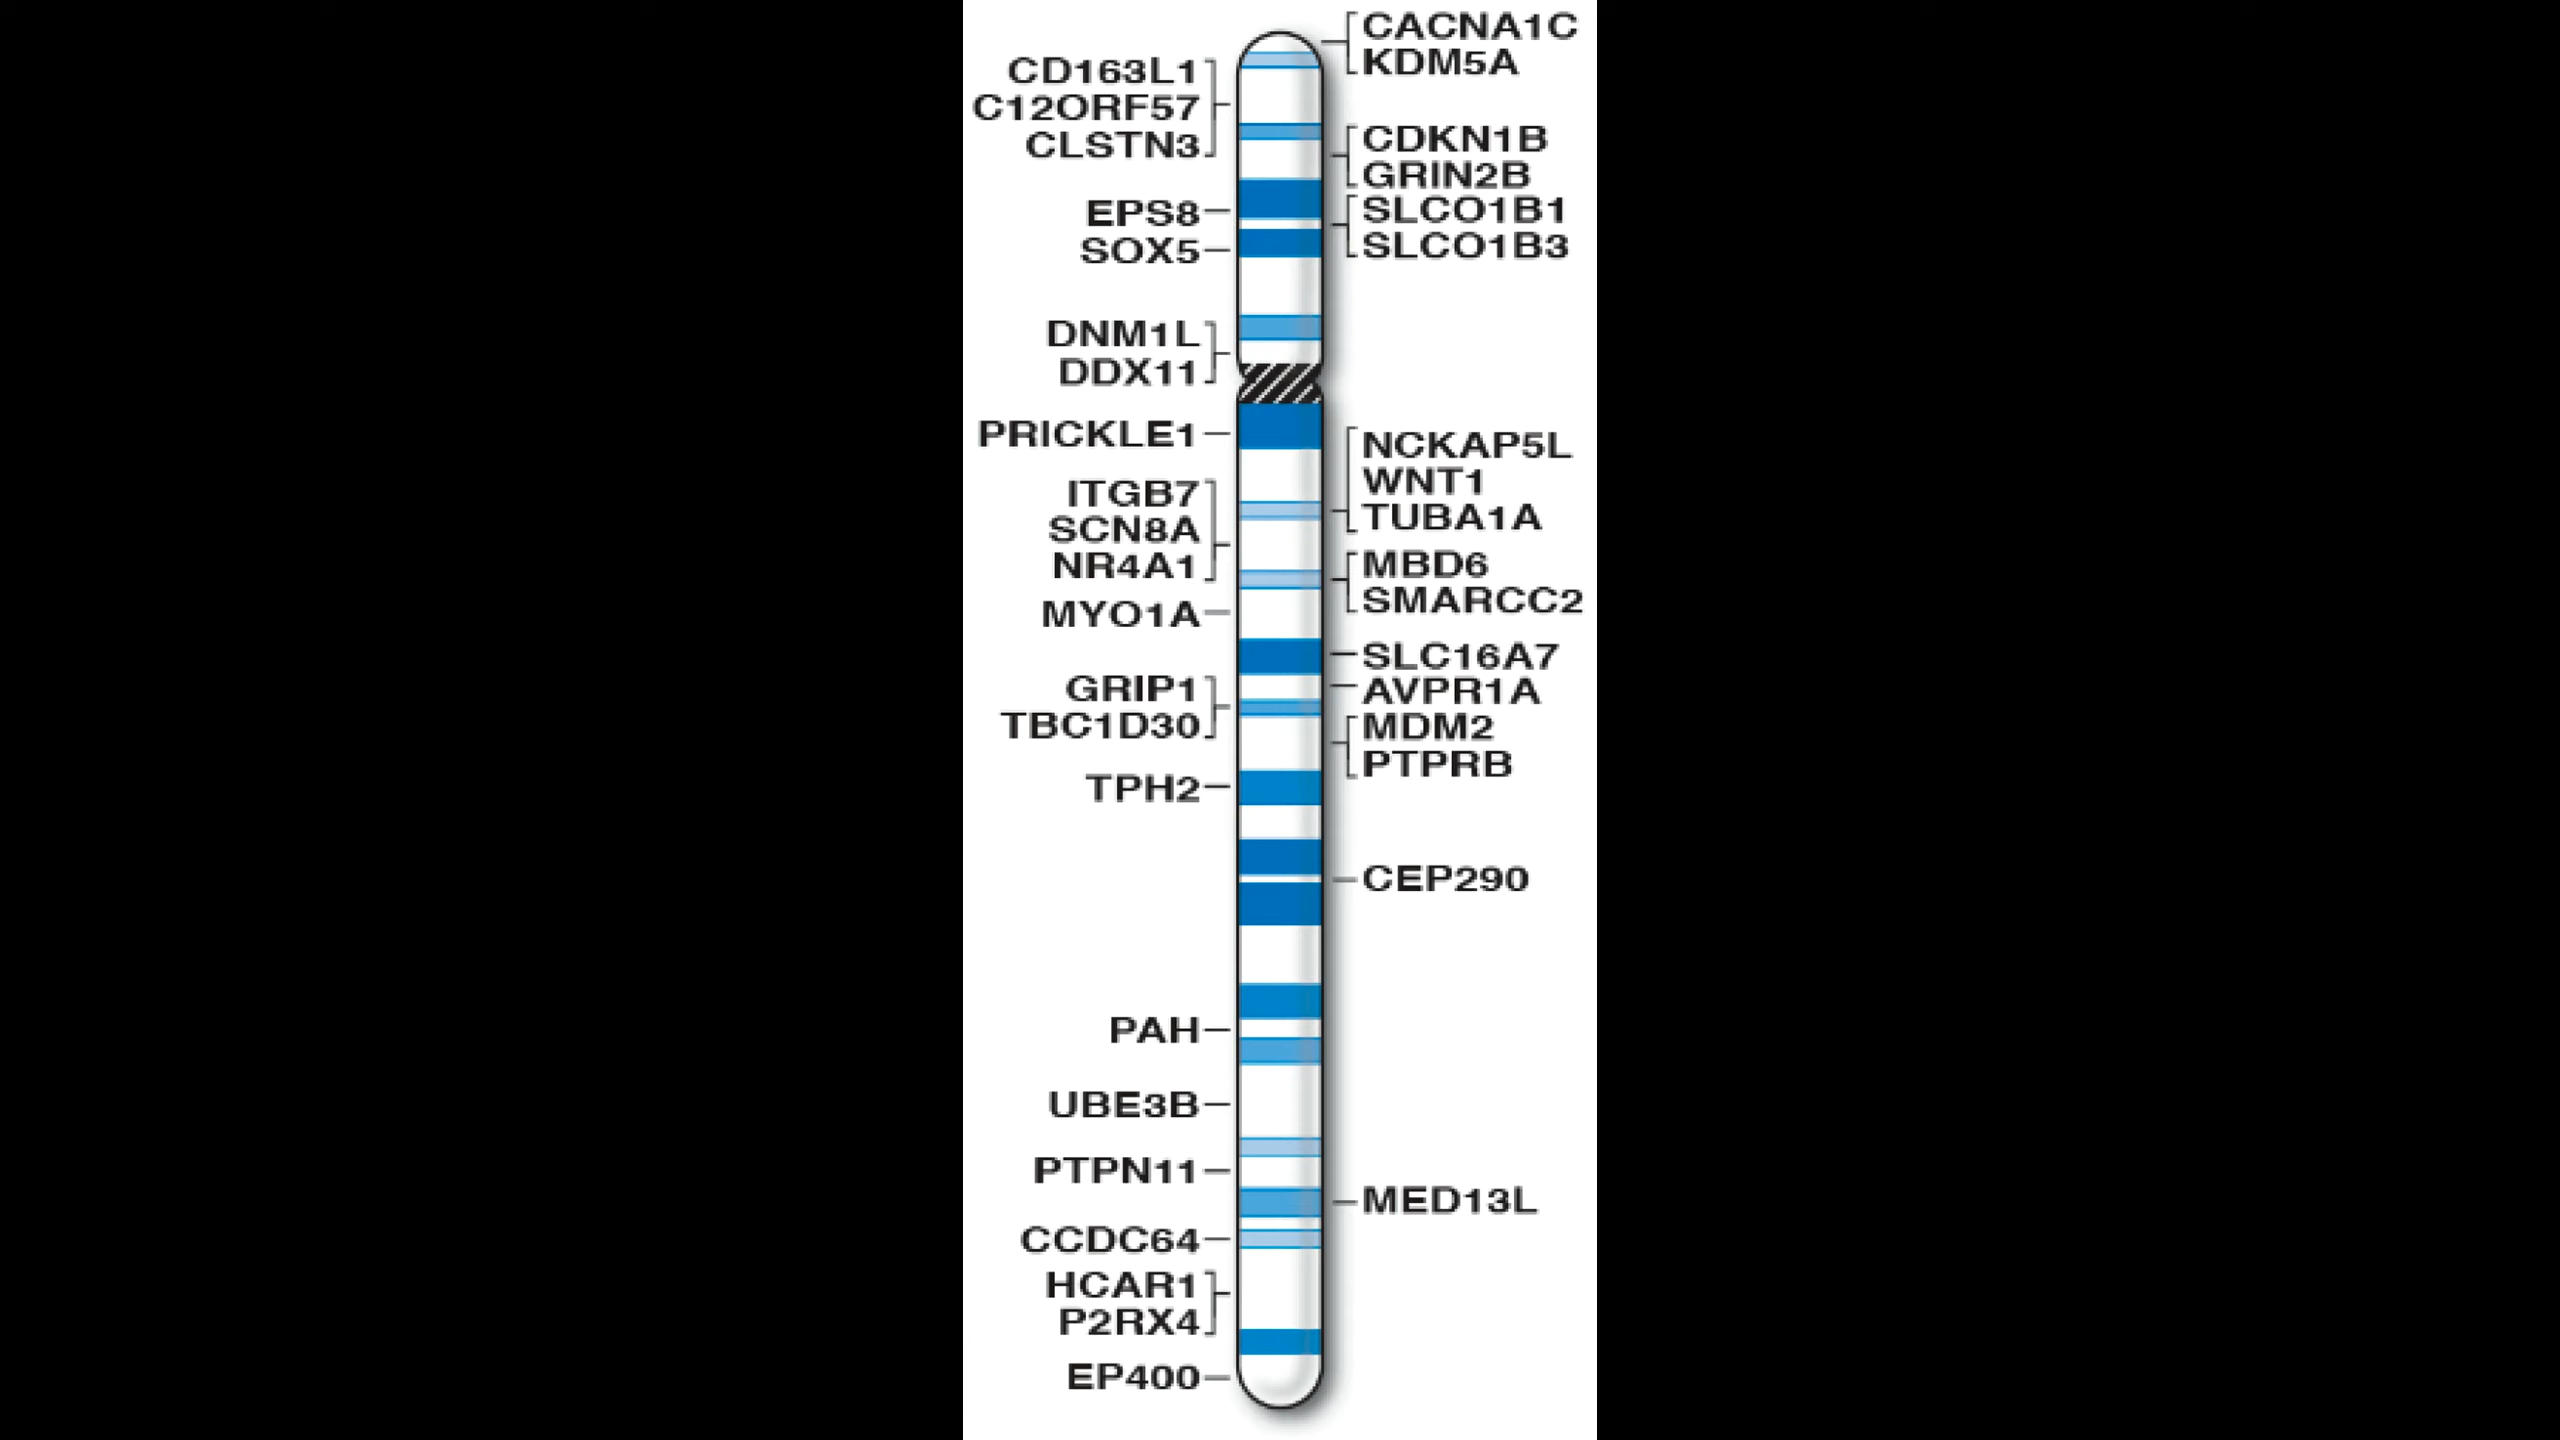 CD163L1
C12ORF57
CLSTN3
EPS8
SOX5
DNM1L
DDX11
PRICKLE1
ITGB7
SCN8A
NR4A1
MYO1A
GRIP1
TBC1D30
TPH2
PAH
UBE3B
PTPN11
CCDC64
HCAR1
P2RX4
EP400
CACNA1C
KDM5A
CDKN1B
GRIN2B
SLCO1B1
SLCO1B3
NCKAP5L
WNT1
TUBA1A
MBD6
SMARCC2
SLC16A7
AVPR1A
MDM2
PTPRB
CEP290
MED13L